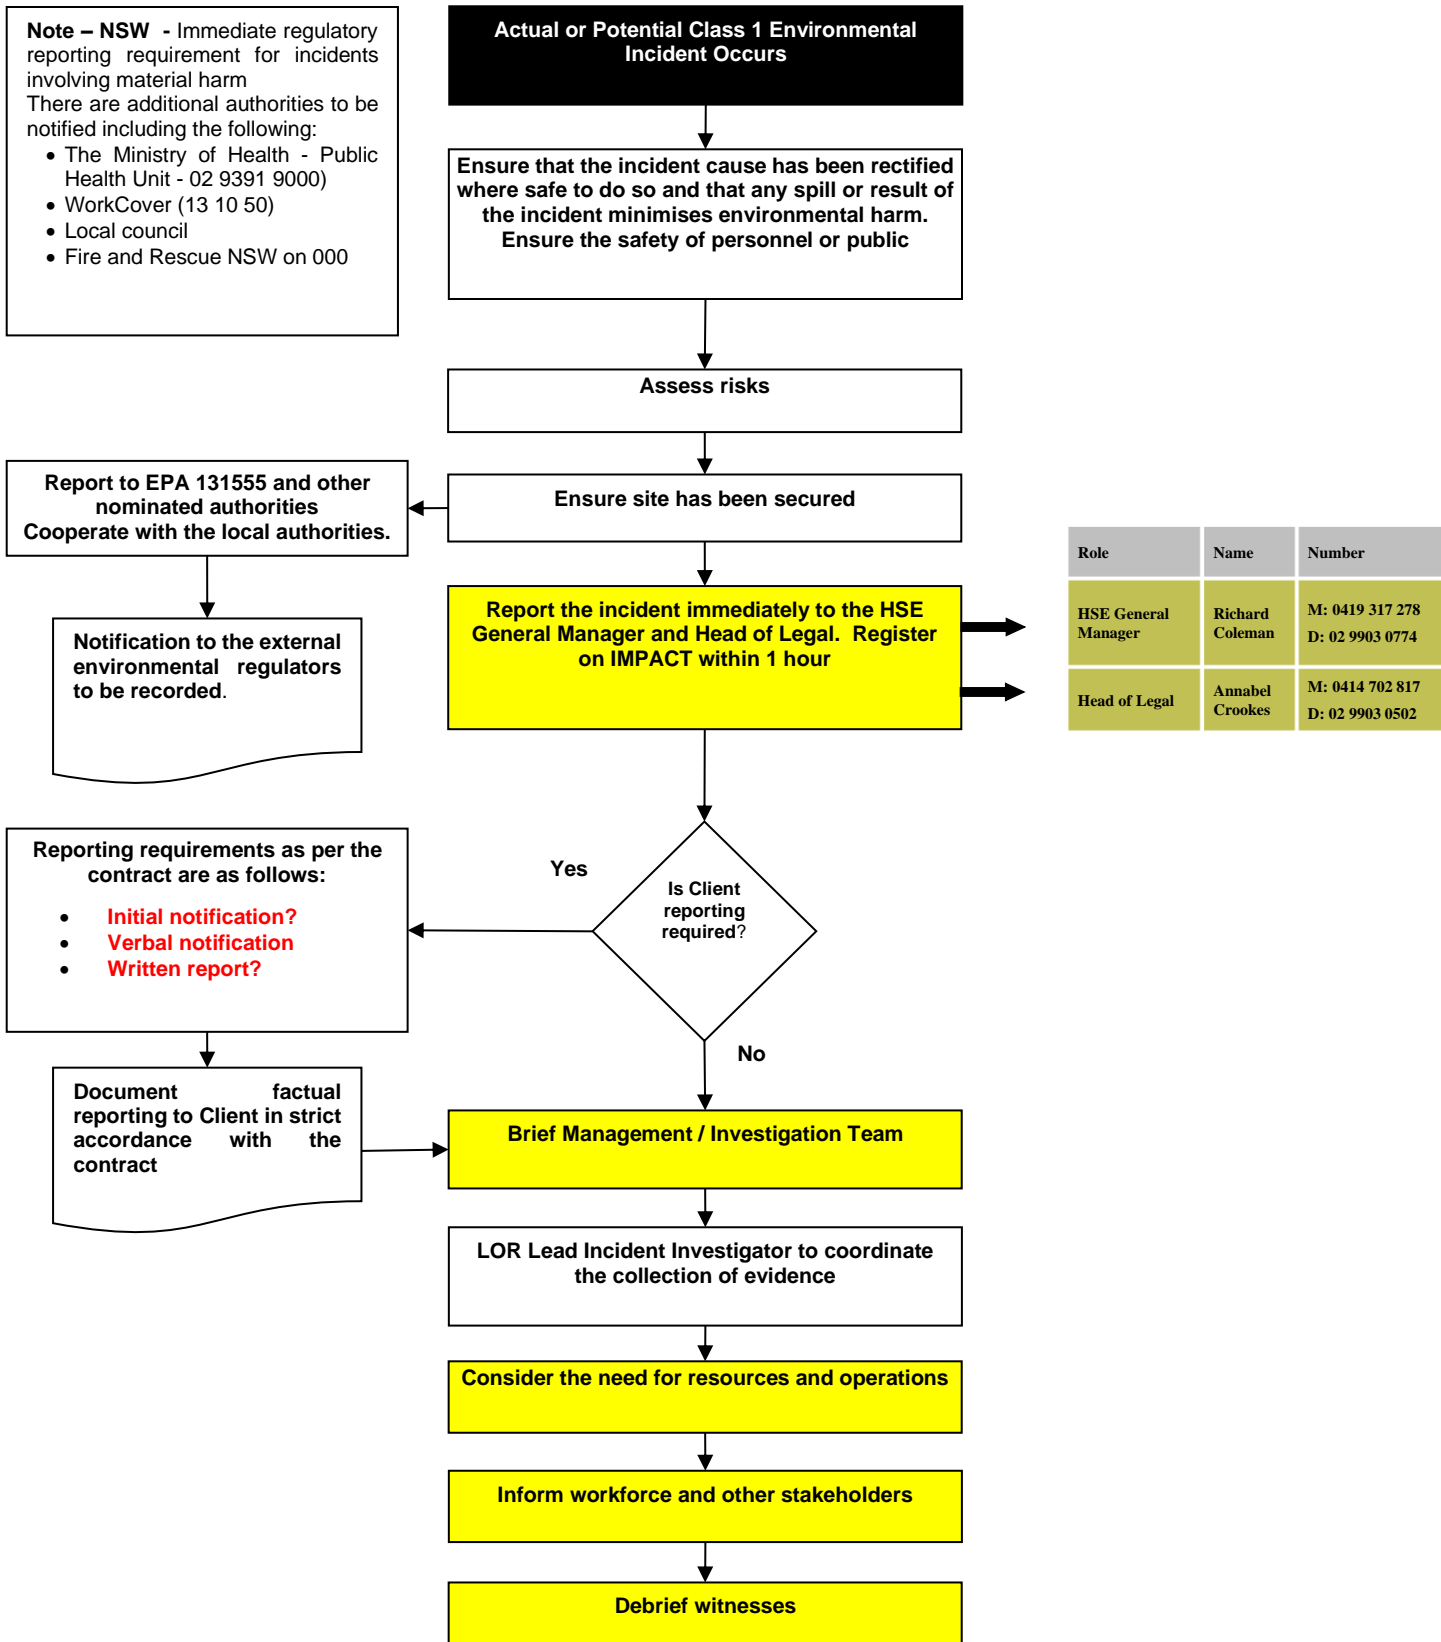 Note – NSW - Immediate regulatory
reporting requirement for incidents
involving material harm
There are additional authorities to be
notified including the following:
• The Ministry of Health - Public
Health Unit - 02 9391 9000)
• WorkCover (13 10 50)
• Local council
• Fire and Rescue NSW on 000
Actual or Potential Class 1 Environmental
Incident Occurs
Ensure that the incident cause has been rectified
where safe to do so and that any spill or result of
the incident minimises environmental harm.
Ensure the safety of personnel or public
Assess risks
Ensure site has been secured
Report to EPA 131555 and other
nominated authorities
Cooperate with the local authorities.
Notification to the external
environmental regulators
to be recorded.
Report the incident immediately to the HSE
General Manager and Head of Legal. Register
on IMPACT within 1 hour
Role Name Number
HSE General
Manager
Richard
Coleman
M: 0419 317 278
D: 02 9903 0774
Head of Legal
Annabel
Crookes
M: 0414 702 817
D: 02 9903 0502
Is Client
reporting
required?
Yes
No
Reporting requirements as per the
contract are as follows:
• Initial notification?
• Verbal notification
• Written report?
Document factual
reporting to Client in strict
accordance with the
contract
Brief Management / Investigation Team
LOR Lead Incident Investigator to coordinate
the collection of evidence
Consider the need for resources and operations
Inform workforce and other stakeholders
Debrief witnesses